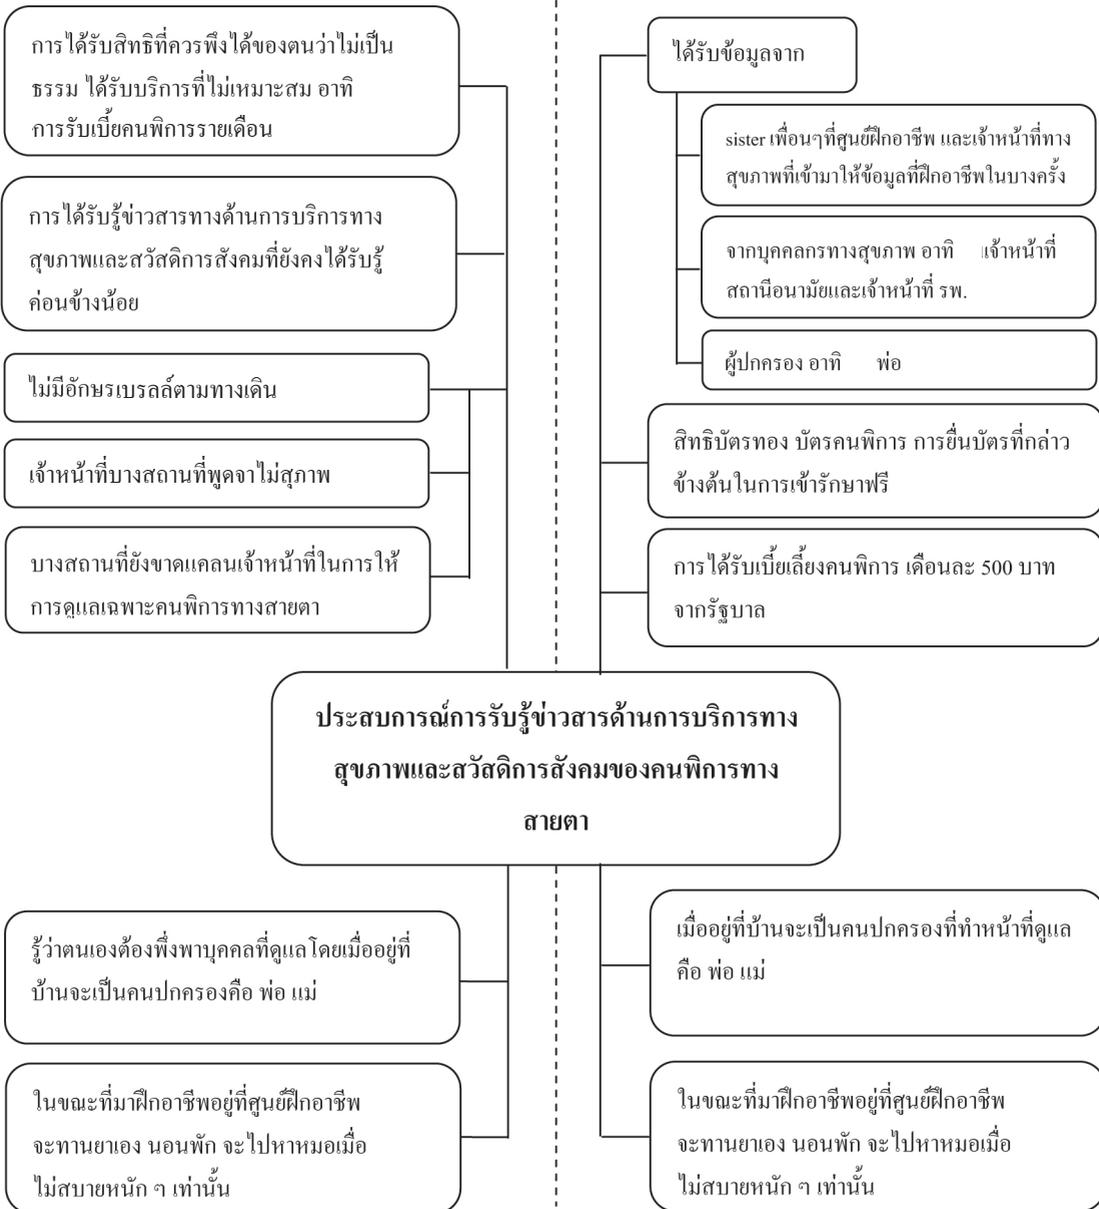 การได้รับสิทธิที่ควรพึงได้ของตนว่าไม่เป็น
ธรรม ได้รับบริการที่ไม่เหมาะสม อาทิ
การรับเบี้ยคนพิการรายเดือน
การได้รับรู้ข่าวสารทางด้านการบริการทาง
สุขภาพและสวัสดิการสังคมที่ยังคงได้รับรู้
ค่อนข้างน้อย
ไม่มีอักษรเบรลล์ตามทางเดิน
เจ้าหน้าที่บางสถานที่พูดจาไม่สุภาพ
บางสถานที่ยังขาดแคลนเจ้าหน้าที่ในการให้
การดูแลเฉพาะคนพิการทางสายตา
ได้รับข้อมูลจาก
sister เพื่อนๆที่ศูนย์ฝึกอาชีพ และเจ้าหน้าที่ทาง
สุขภาพที่เข้ามาให้ข้อมูลที่ฝึกอาชีพในบางครั้ง
จากบุคคลกรทางสุขภาพ อาทิ เจ้าหน้าที่
สถานีอนามัยและเจ้าหน้าที่ รพ.
ผู้ปกครอง อาทิ พ่อ
สิทธิบัตรทอง บัตรคนพิการ การยื่นบัตรที่กล่าว
ข้างต้นในการเข้ารักษาฟรี
การได้รับเบี้ยเลี้ยงคนพิการ เดือนละ 500 บาท
จากรัฐบาล
ประสบการณ์การรับรู้ข่าวสารด้านการบริการทาง
สุขภาพและสวัสดิการสังคมของคนพิการทาง
สายตา
รู้ว่าตนเองต้องพึ่งพาบุคคลที่ดูแลโดยเมื่ออยู่ที่
บ้านจะเป็นคนปกครองคือ พ่อ แม่
ในขณะที่มาฝึกอาชีพอยู่ที่ศูนย์ฝึกอาชีพ
จะทานยาเอง นอนพัก จะไปหาหมอเมื่อ
ไม่สบายหนัก ๆ เท่านั้น
เมื่ออยู่ที่บ้านจะเป็นคนปกครองที่ทำหน้าที่ดูแล
คือ พ่อ แม่
ในขณะที่มาฝึกอาชีพอยู่ที่ศูนย์ฝึกอาชีพ
จะทานยาเอง นอนพัก จะไปหาหมอเมื่อ
ไม่สบายหนัก ๆ เท่านั้น